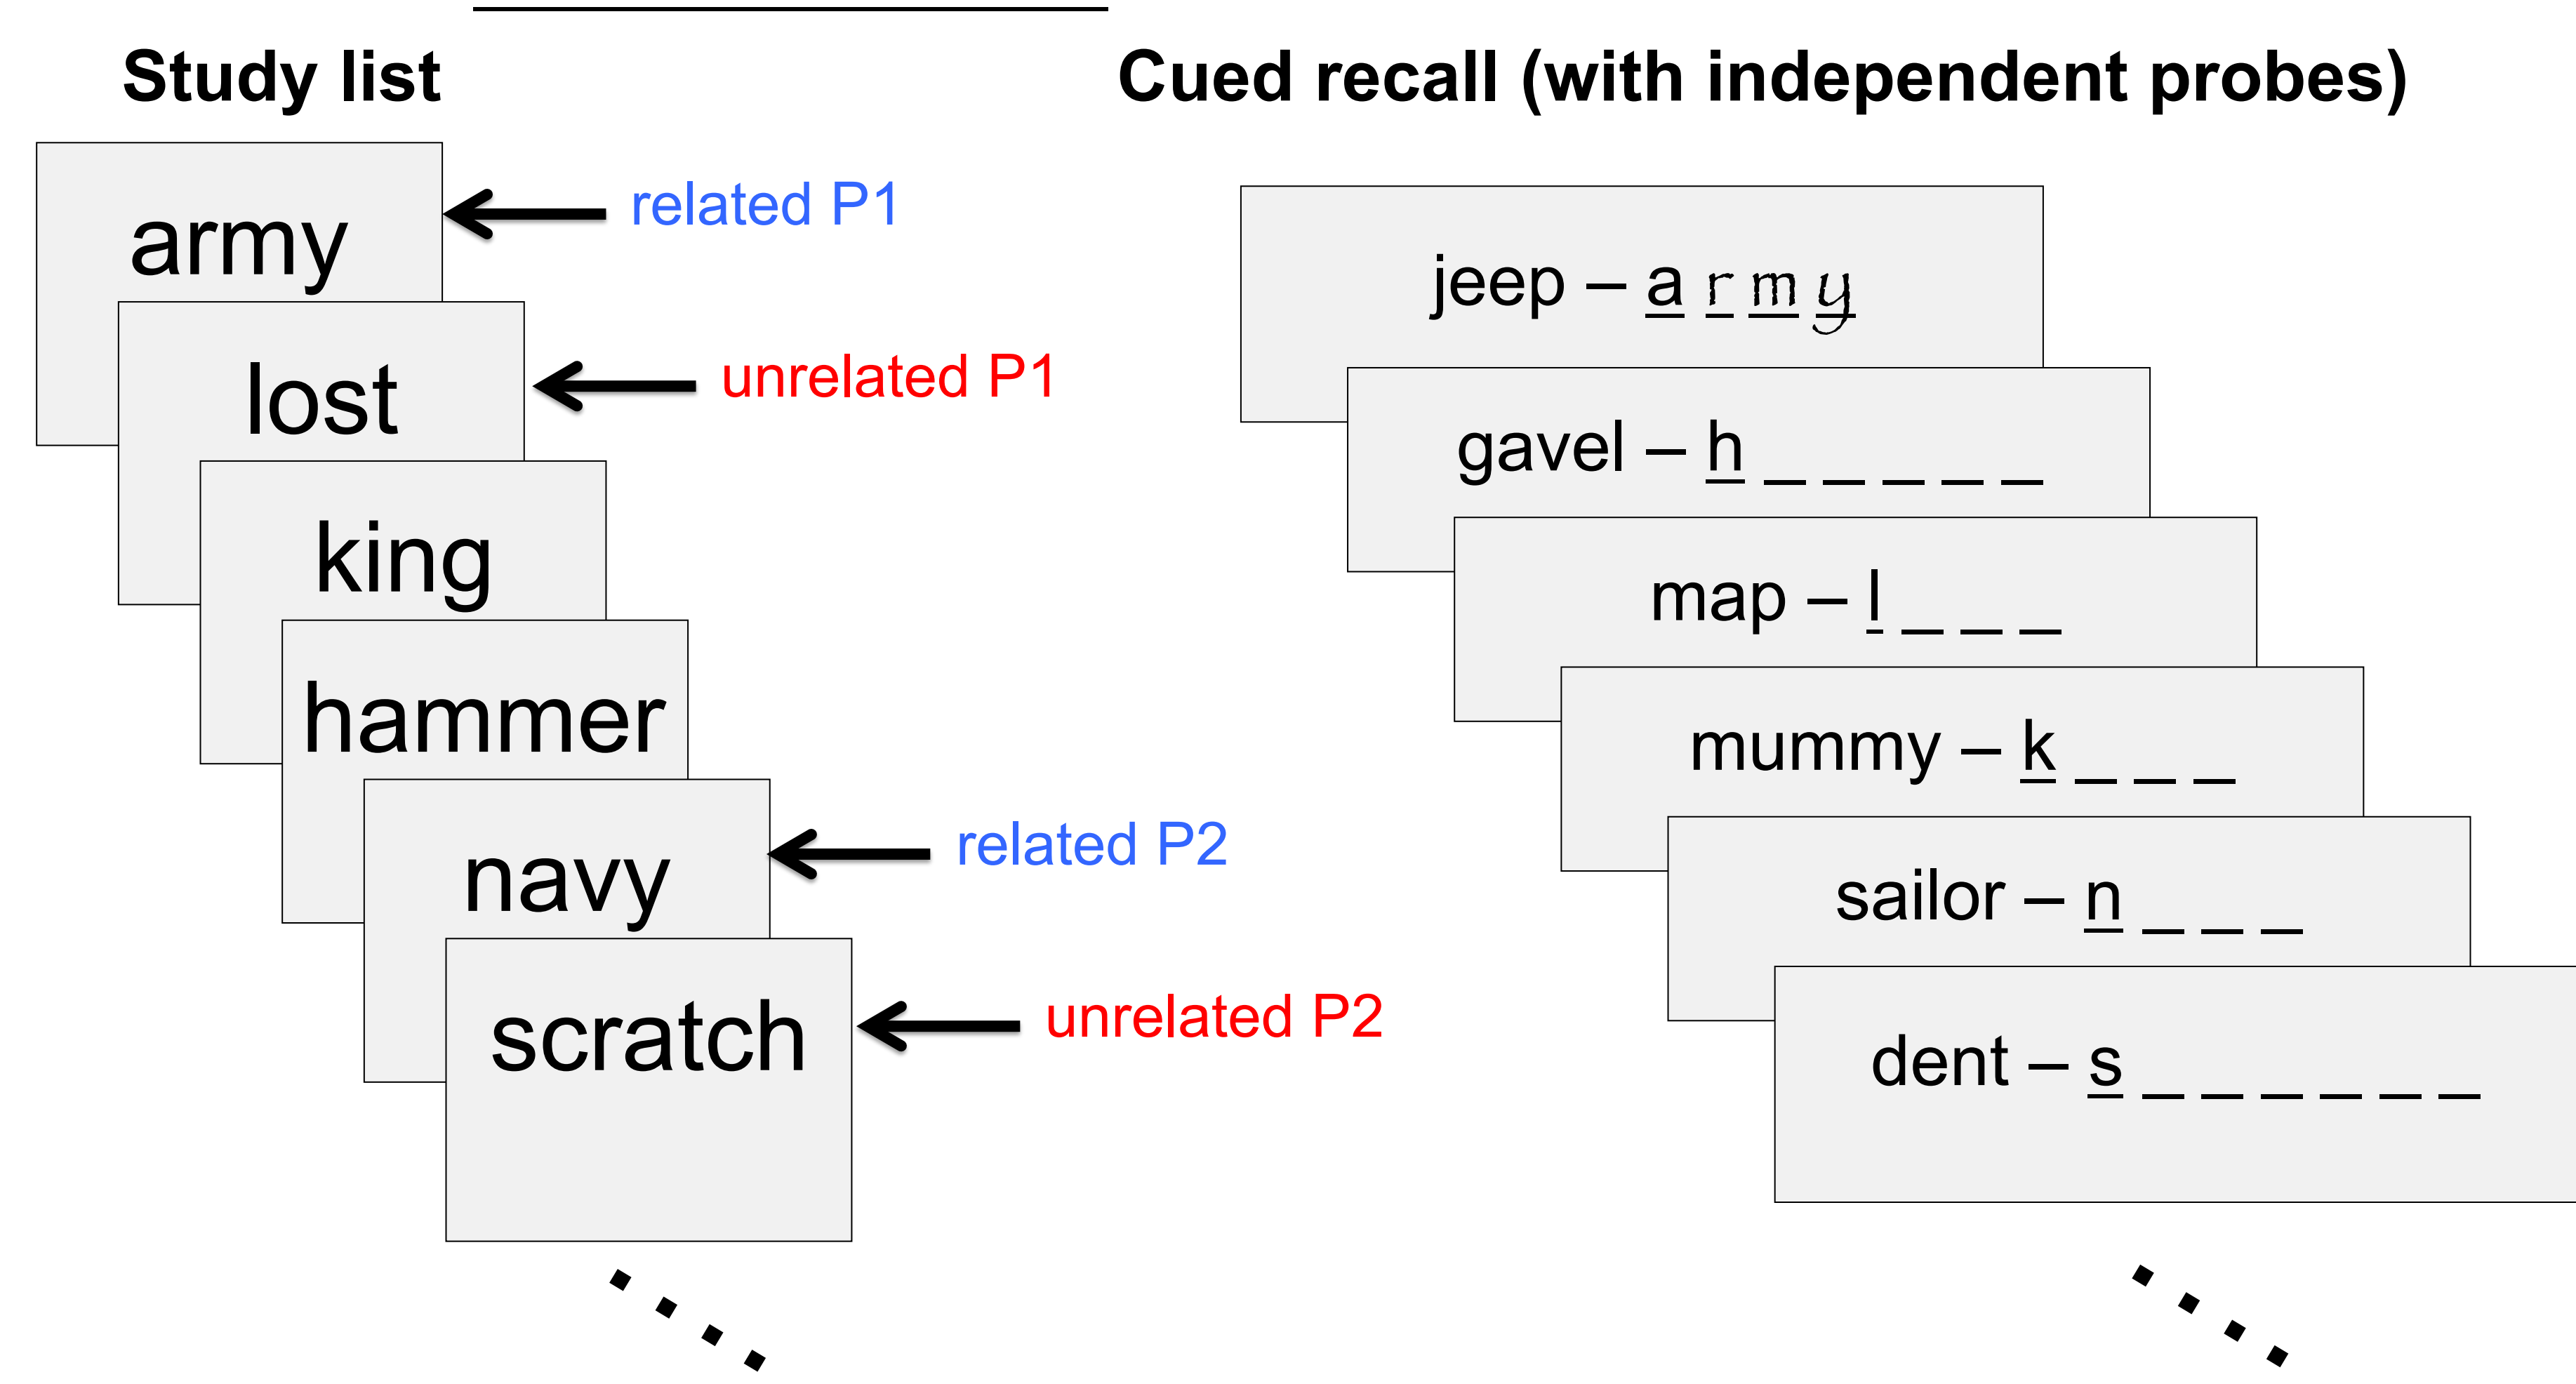 Study list
army
related P1
lost
unrelated P1
king
hammer
navy
related P2
scratch
unrelated P2
Cued recall (with independent probes)
jeep – a r m y
gavel – h _ _ _ _ _
map – l _ _ _
mummy – k _ _ _
sailor – n _ _ _
dent – s _ _ _ _ _ _